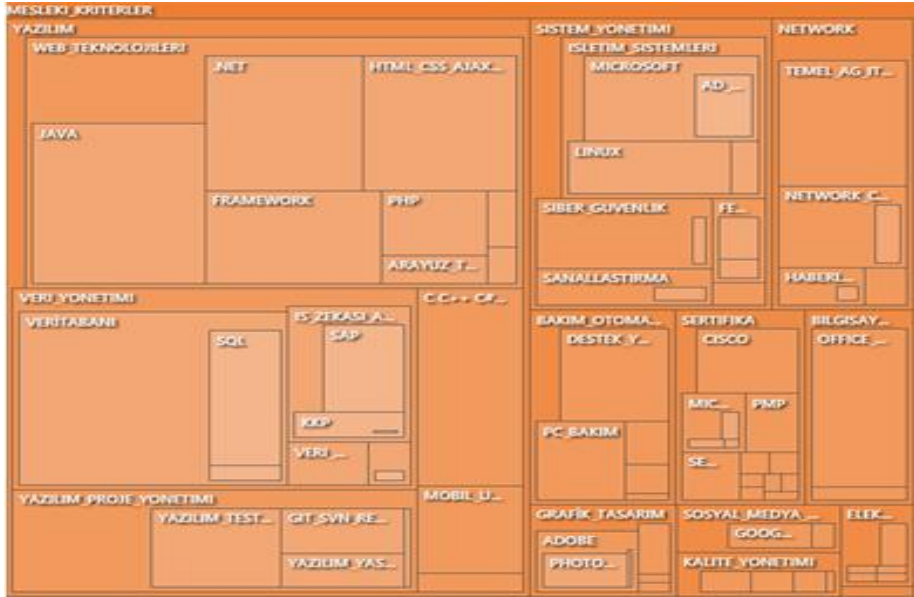 MESLEKI_KRITERLER
YAZILIM
WEB_TEKNOLOJILERI
.NET
HTML_CSS_AJAX...
JAVA
FRAMEWORK
PHP
ARAYUZ_T...
VERI_YONETIMI
VERITABANI
SQL
IS_ZEKASI_A...
SAP
KKP
VERI_...
C C++ C#...
MOBIL_U...
YAZILIM_PROJE_YONETIMI
YAZILIM_TEST...
GIT_SVN_RE...
YAZILIM_YAS...
SISTEM_YONETIMI
ISLETIM_SISTEMLERI
MICROSOFT
AD_...
LINUX
SIBER_GUVENLIK
FE...
SANALLASTIRMA
NETWORK
TEMEL_AG_IT...
NETWORK_C...
HABERL...
BAKIM_OTOMA...
DESTEK_Y...
PC_BAKIM
SERTIFIKA
CISCO
MIC...
PMP
SE...
BILGISAY...
OFFICE_...
GRAFIK_TASARIM
ADOBE
PHOTO...
SOSYAL_MEDYA_...
GOOG...
KALITE_YONETIMI
ELEK...